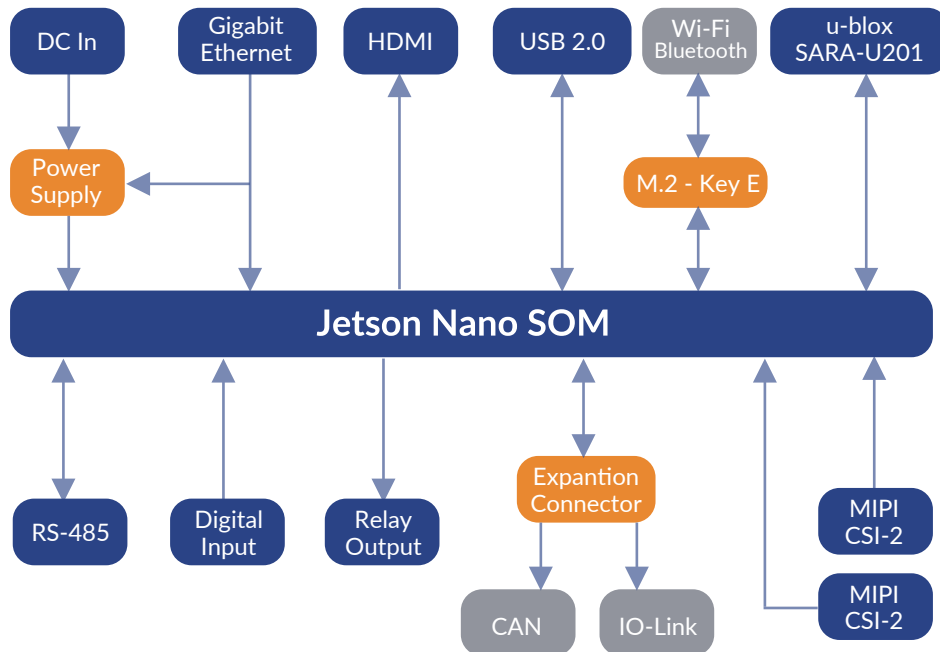 DC In
Gigabit
Ethernet
HDMI
USB 2.0
Wi-Fi
Bluetooth
u-blox
SARA-U201
Power
Supply
M.2 - Key E
Jetson Nano SOM
RS-485
Digital
Input
Relay
Output
Expantion
Connector
MIPI
CSI-2
CAN
IO-Link
MIPI
CSI-2